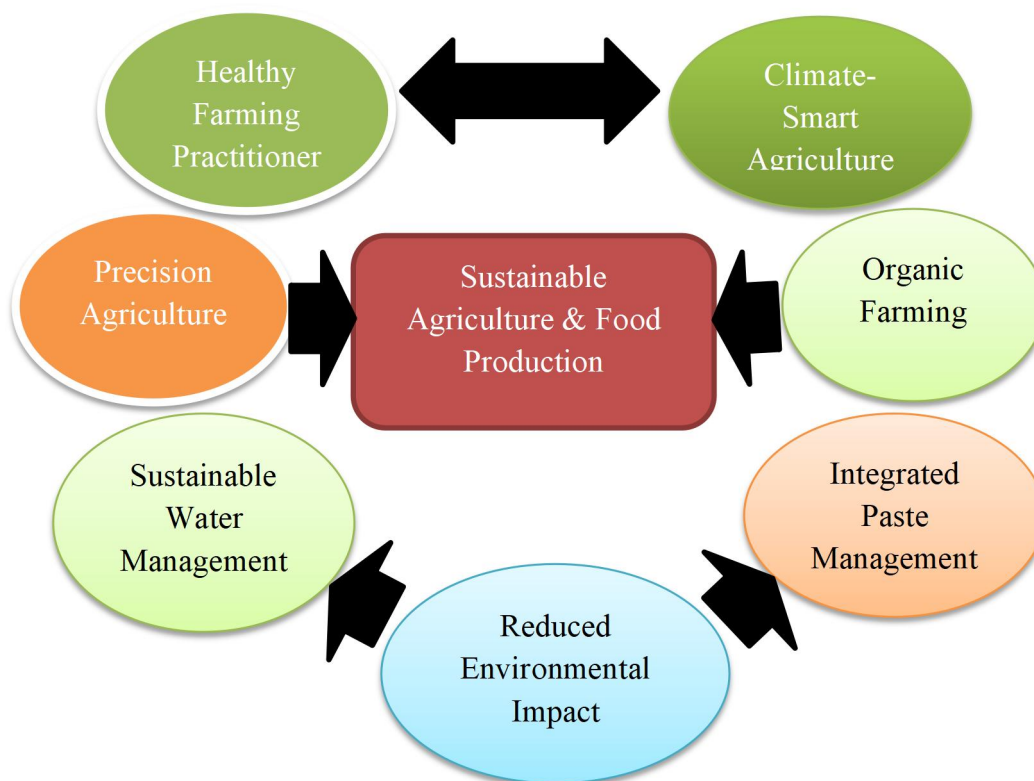 Healthy
Farming
Practitioner
Climate-
Smart
Agriculture
Precision
Agriculture
Sustainable
Agriculture & Food
Production
Organic
Farming
Sustainable
Water
Management
Integrated
Paste
Management
Reduced
Environmental
Impact